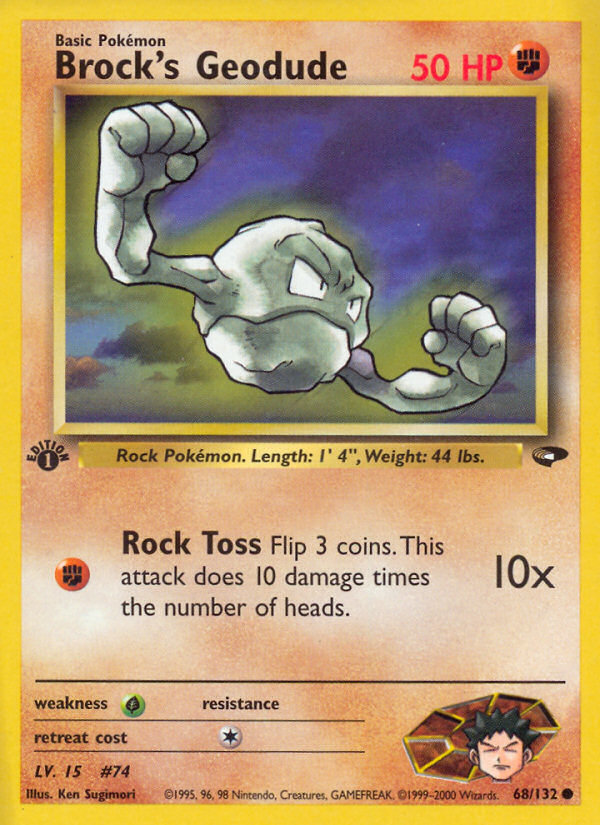 Basic Pokémon
Brock's Geodude 50 HP
EDITION
1
Rock Pokémon. Length: 1' 4", Weight: 44 lbs.
Rock Toss Flip 3 coins. This
attack does 10 damage times
the number of heads.
10x
weakness resistance
retreat cost
LV. 15 #74
Illus. Ken Sugimori ©1995, 96, 98 Nintendo, Creatures, GAMEFREAK. ©1999-2000 Wizards. 68/132